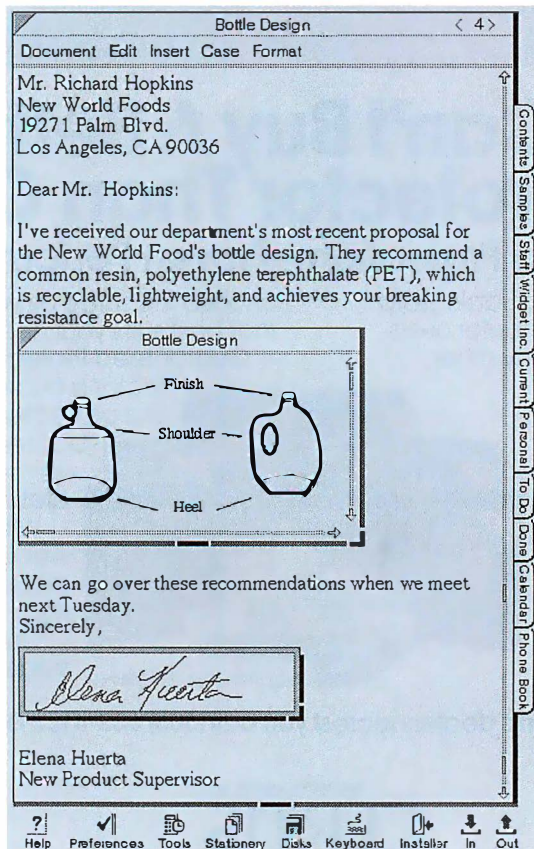 Bottle Design < 4 >
Document Edit Insert Case Format
Mr. Richard Hopkins
New World Foods
19271 Palm Blvd.
Los Angeles, CA 90036
Dear Mr. Hopkins:
I've received our department's most recent proposal for
the New World Food's bottle design. They recommend a
common resin, polyethylene terephthalate (PET), which
is recyclable, lightweight, and achieves your breaking
resistance goal.
Bottle Design
Finish
Shoulder
Heel
We can go over these recommendations when we meet
next Tuesday.
Sincerely,
Elena Huerta
Elena Huerta
New Product Supervisor
Contents
Samples
Staff
Widget Inc.
Current
Personal
To Do
Done
Calendar
Phone Book
Help Preferences Tools Stationery Disks Keyboard Installer In Out